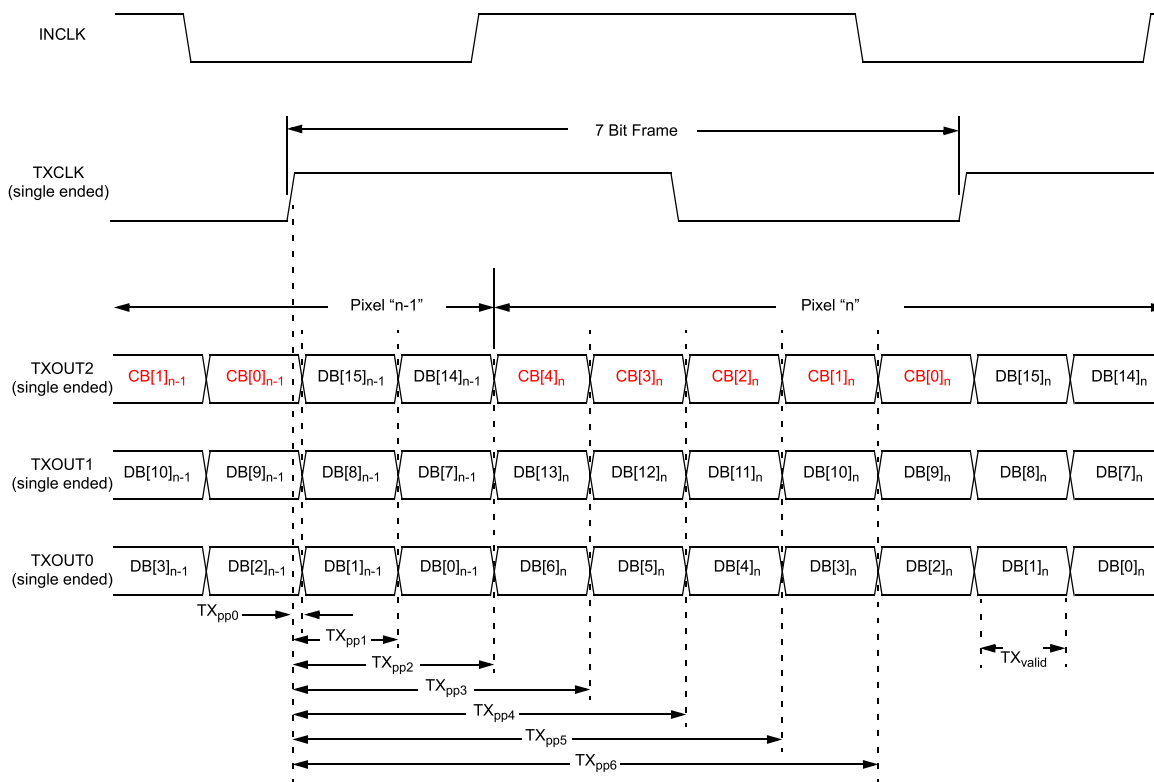 INCLK
7 Bit Frame
TXCLK
(single ended)
Pixel “n-1” Pixel “n”
TXOUT2
(single ended)
CB[1]n-1 CB[0]n-1 DB[15]n-1 DB[14]n-1 CB[4]n CB[3]n CB[2]n CB[1]n CB[0]n DB[15]n DB[14]n
TXOUT1
(single ended)
DB[10]n-1 DB[9]n-1 DB[8]n-1 DB[7]n-1 DB[13]n DB[12]n DB[11]n DB[10]n DB[9]n DB[8]n DB[7]n
TXOUT0
(single ended)
DB[3]n-1 DB[2]n-1 DB[1]n-1 DB[0]n-1 DB[6]n DB[5]n DB[4]n DB[3]n DB[2]n DB[1]n DB[0]n
TXpp0
TXpp1
TXvalid
TXpp2
TXpp3
TXpp4
TXpp5
TXpp6